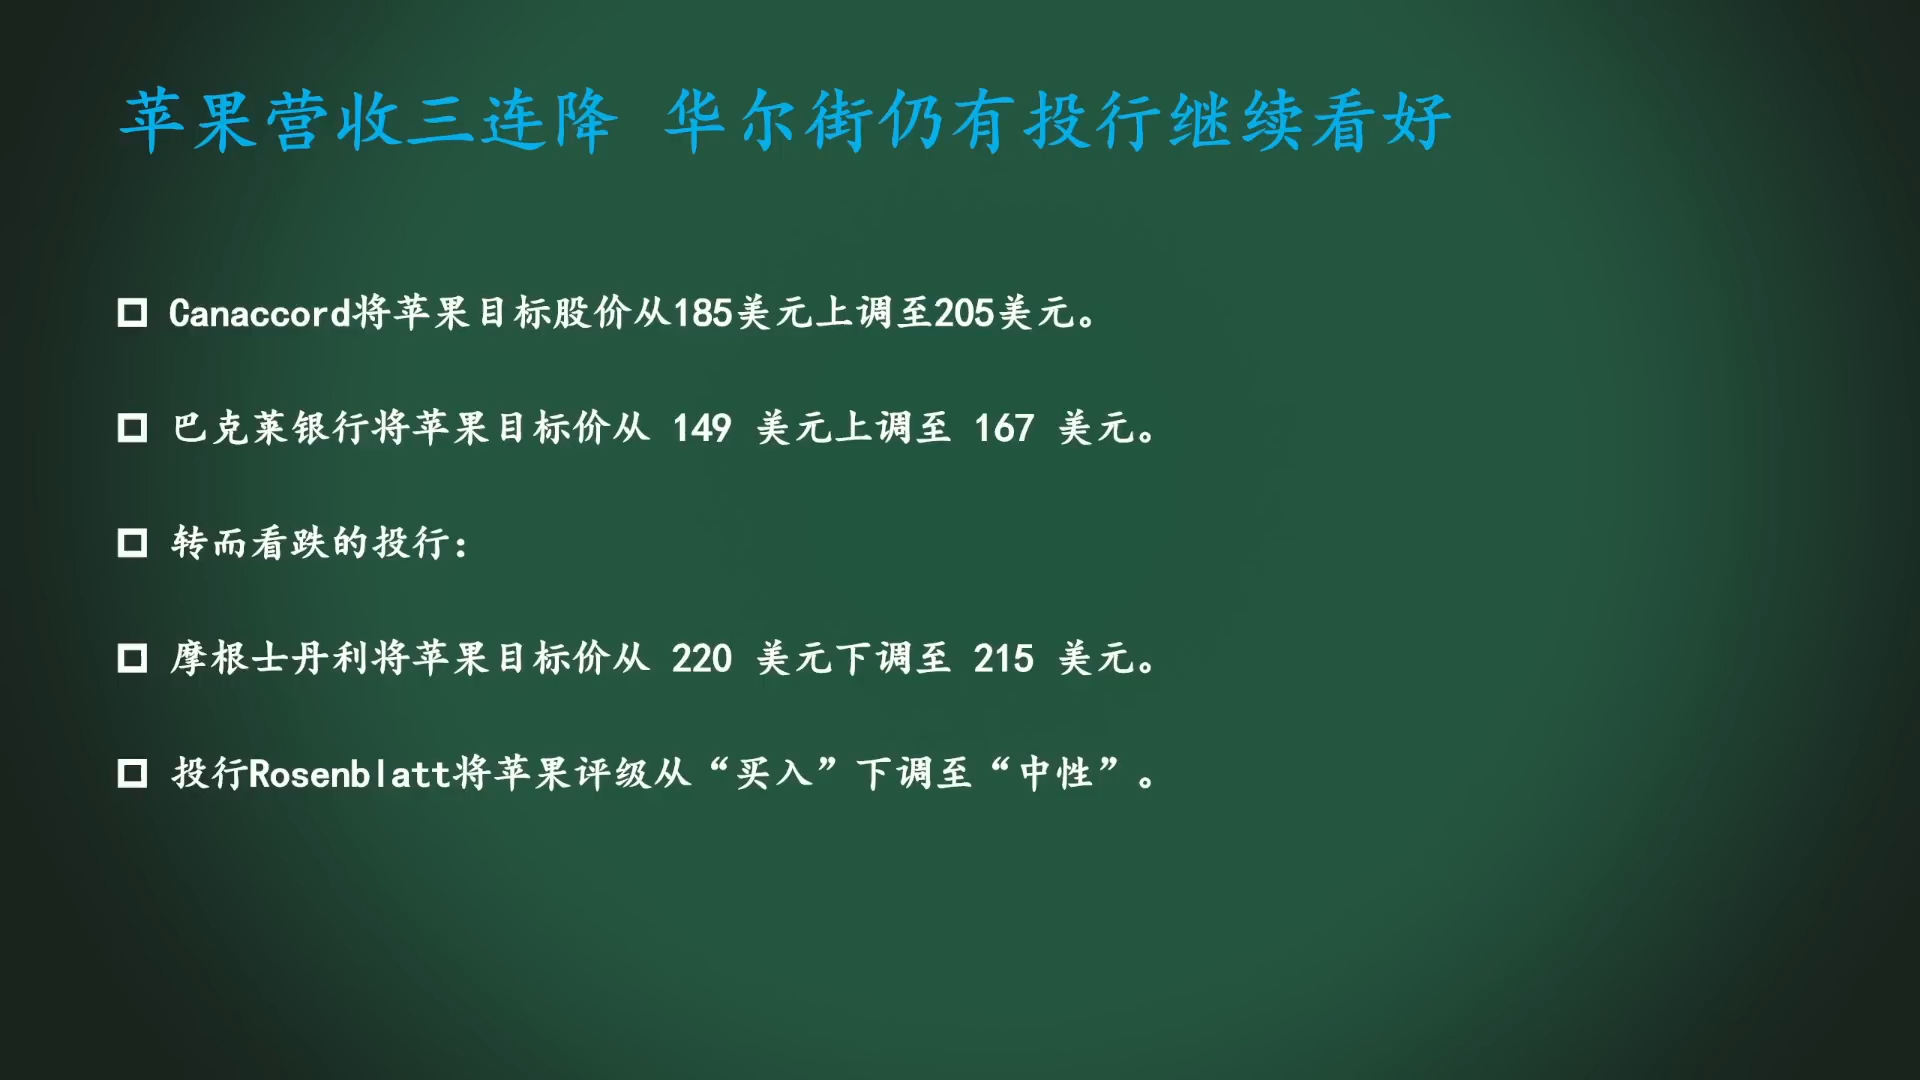 苹果营收三连降 华尔街仍有投行继续看好
Canaccord将苹果目标股价从185美元上调至205美元。
巴克莱银行将苹果目标价从 149 美元上调至 167 美元。
转而看跌的投行：
摩根士丹利将苹果目标价从 220 美元下调至 215 美元。
投行Rosenblatt将苹果评级从“买入”下调至“中性”。